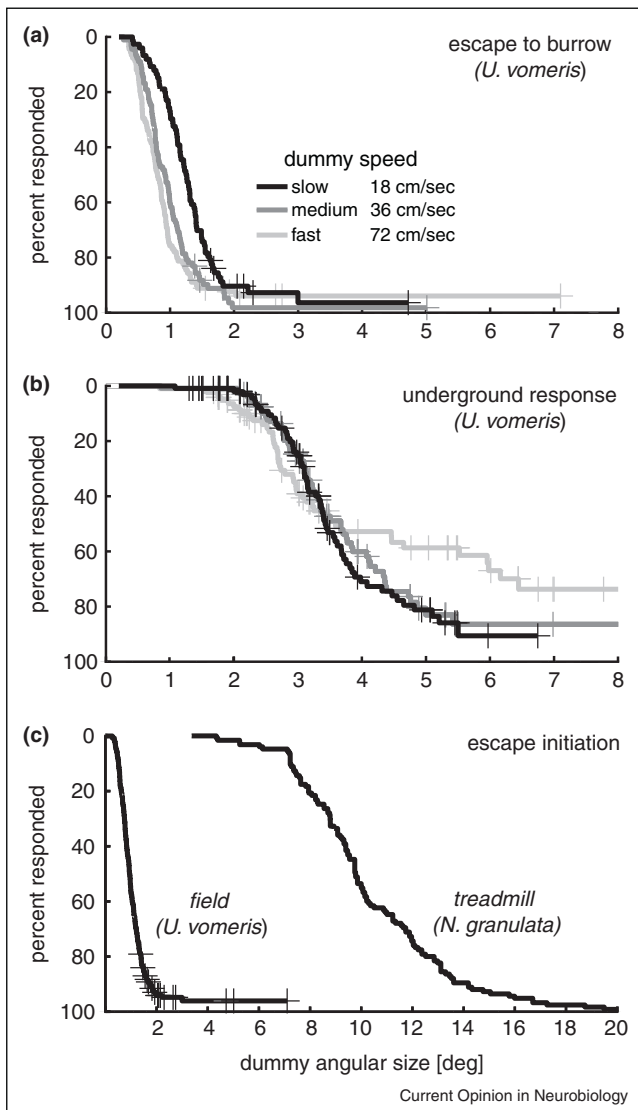 (a)
escape to burrow
(U. vomeris)
percent responded
0
20
40
60
80
100
dummy speed
slow 18 cm/sec
medium 36 cm/sec
fast 72 cm/sec
0 1 2 3 4 5 6 7 8
(b)
underground response
(U. vomeris)
percent responded
0
20
40
60
80
100
0 1 2 3 4 5 6 7 8
(c)
escape initiation
percent responded
0
20
40
60
80
100
field
(U. vomeris)
treadmill
(N. granulata)
2 4 6 8 10 12 14 16 18 20
dummy angular size [deg]
Current Opinion in Neurobiology